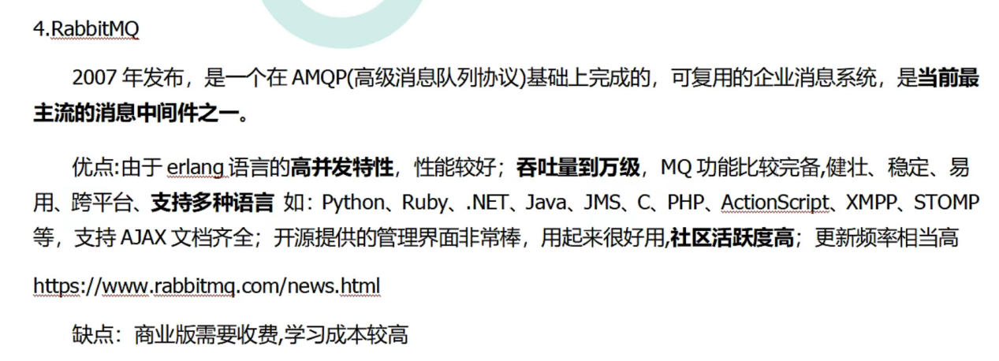 4.RabbitMQ
2007 年发布，是一个在 AMQP(高级消息队列协议)基础上完成的，可复用的企业消息系统，是当前最
主流的消息中间件之一。
优点:由于 erlang 语言的高并发特性，性能较好；吞吐量到万级，MQ 功能比较完备,健壮、稳定、易
用、跨平台、支持多种语言 如：Python、Ruby、.NET、Java、JMS、C、PHP、ActionScript、XMPP、STOMP
等，支持 AJAX 文档齐全；开源提供的管理界面非常棒，用起来很好用,社区活跃度高；更新频率相当高
https://www.rabbitmq.com/news.html
缺点：商业版需要收费,学习成本较高